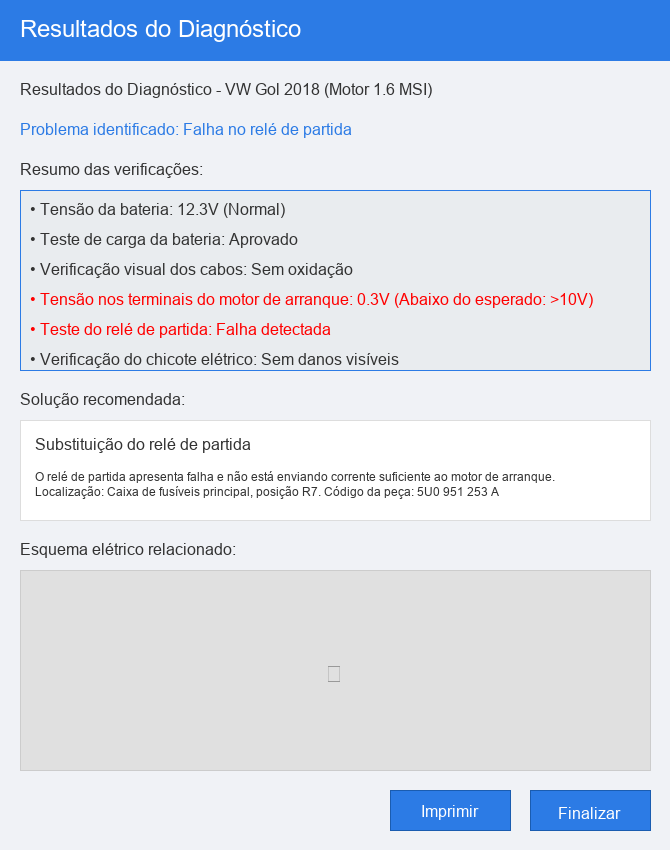 Resultados do Diagnóstico
Resultados do Diagnóstico - VW Gol 2018 (Motor 1.6 MSI)
Problema identificado: Falha no relé de partida
Resumo das verificações:
• Tensão da bateria: 12.3V (Normal)
• Teste de carga da bateria: Aprovado
• Verificação visual dos cabos: Sem oxidação
• Tensão nos terminais do motor de arranque: 0.3V (Abaixo do esperado: >10V)
• Teste do relé de partida: Falha detectada
• Verificação do chicote elétrico: Sem danos visíveis
Solução recomendada:
Substituição do relé de partida
O relé de partida apresenta falha e não está enviando corrente suficiente ao motor de arranque.
Localização: Caixa de fusíveis principal, posição R7. Código da peça: 5U0 951 253 A
Esquema elétrico relacionado:
Imprimir
Finalizar